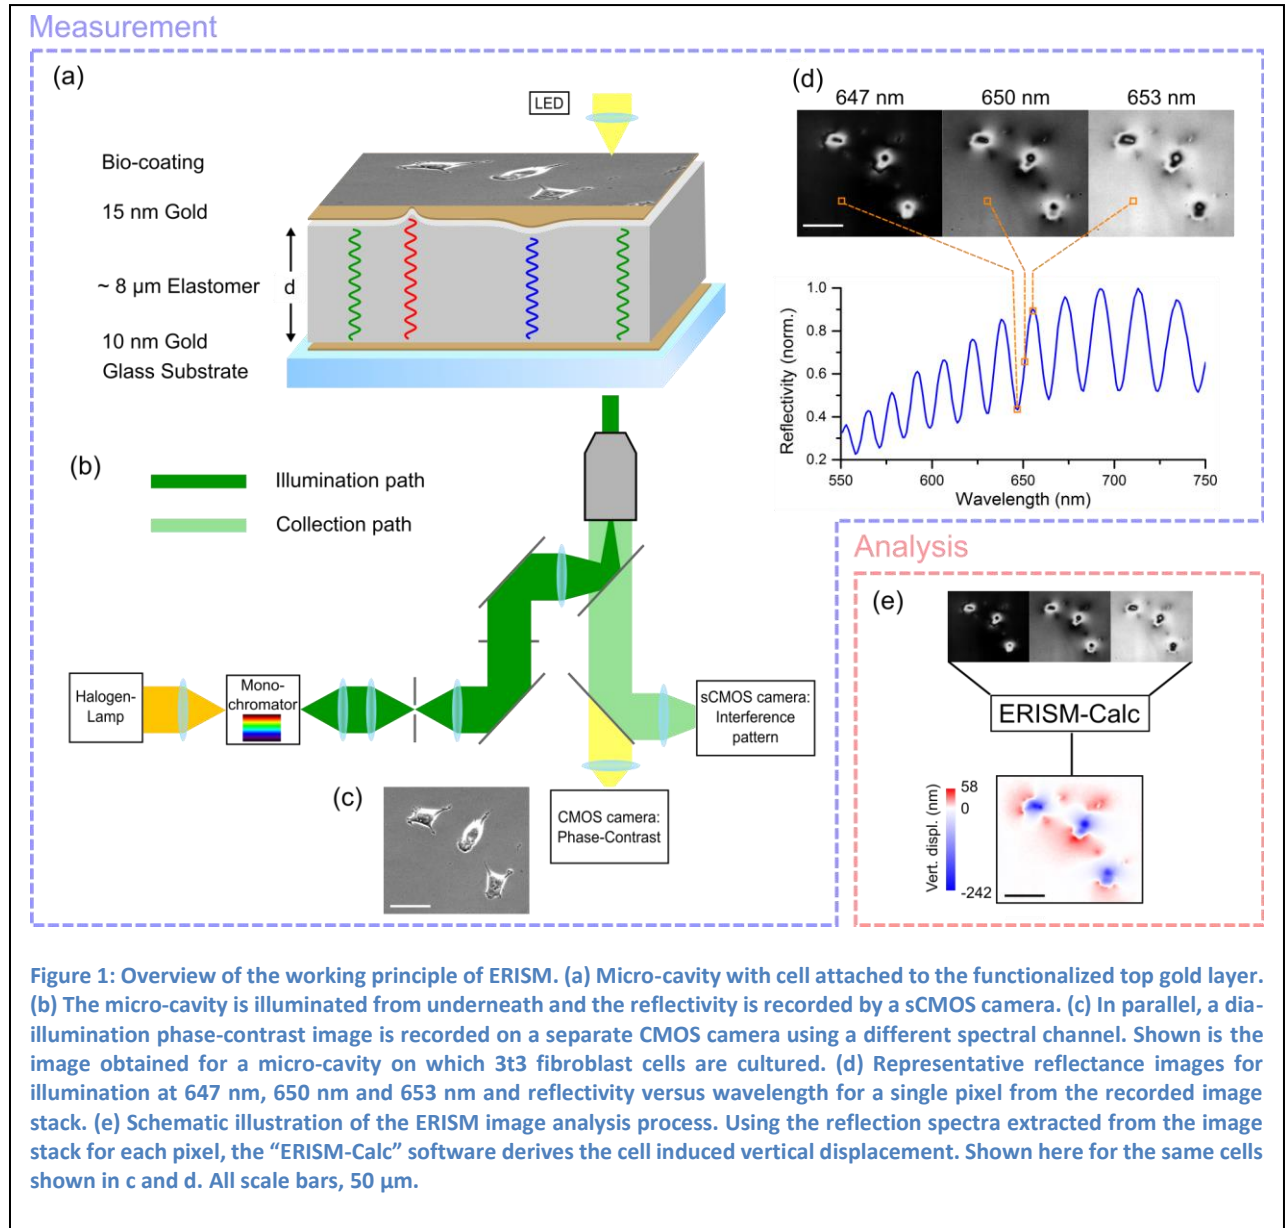 Measurement
(a)
LED
Bio-coating
15 nm Gold
d
~ 8 µm Elastomer
10 nm Gold
Glass Substrate
(d)
647 nm 650 nm 653 nm
1.0
0.8
0.6
0.4
0.2
Reflectivity (norm.)
550 600 650 700 750
Wavelength (nm)
(b)
Illumination path
Collection path
Halogen-
Lamp
Mono-
chromator
sCMOS camera:
Interference
pattern
CMOS camera:
Phase-Contrast
(c)
Analysis
(e)
ERISM-Calc
Vert. displ. (nm)
58
0
-242
Figure 1: Overview of the working principle of ERISM. (a) Micro-cavity with cell attached to the functionalized top gold layer.
(b) The micro-cavity is illuminated from underneath and the reflectivity is recorded by a sCMOS camera. (c) In parallel, a dia-
illumination phase-contrast image is recorded on a separate CMOS camera using a different spectral channel. Shown is the
image obtained for a micro-cavity on which 3t3 fibroblast cells are cultured. (d) Representative reflectance images for
illumination at 647 nm, 650 nm and 653 nm and reflectivity versus wavelength for a single pixel from the recorded image
stack. (e) Schematic illustration of the ERISM image analysis process. Using the reflection spectra extracted from the image
stack for each pixel, the “ERISM-Calc” software derives the cell induced vertical displacement. Shown here for the same cells
shown in c and d. All scale bars, 50 µm.